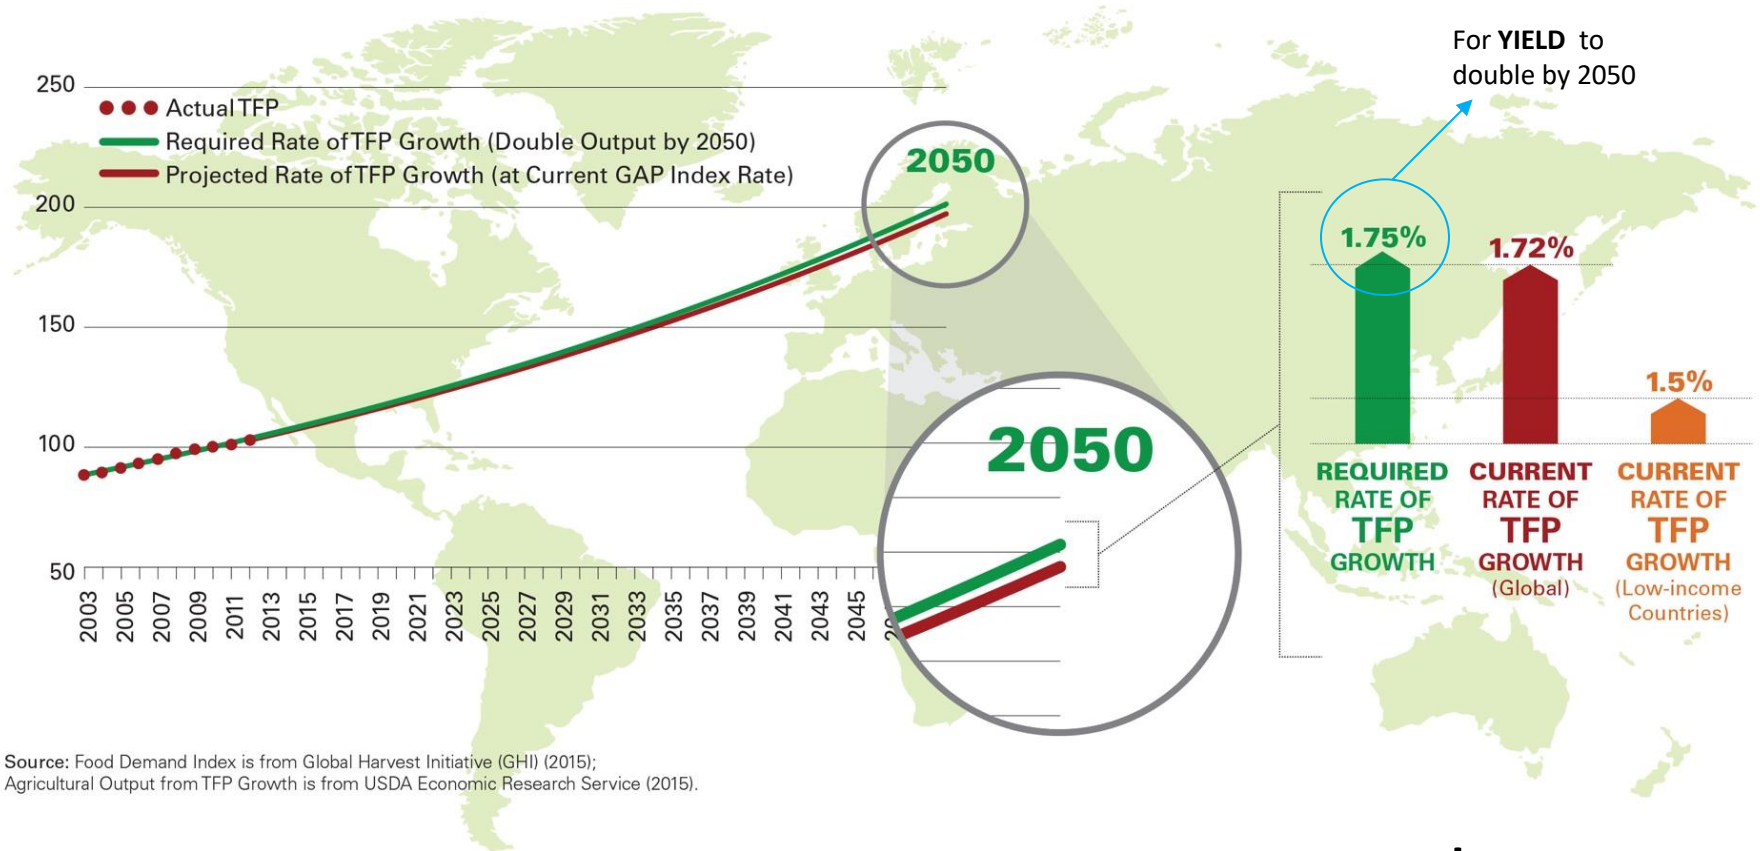 For YIELD to
double by 2050
250
Actual TFP
Required Rate of TFP Growth (Double Output by 2050)
Projected Rate of TFP Growth (at Current GAP Index Rate)
2050
200
150
100
50
2003
2005
2007
2009
2011
2013
2015
2017
2019
2021
2023
2025
2027
2029
2031
2033
2035
2037
2039
2041
2043
2045
2050
1.75%
1.72%
1.5%
REQUIRED
RATE OF
TFP
GROWTH
CURRENT
RATE OF
TFP
GROWTH
(Global)
CURRENT
RATE OF
TFP
GROWTH
(Low-income
Countries)
Source: Food Demand Index is from Global Harvest Initiative (GHI) (2015);
Agricultural Output from TFP Growth is from USDA Economic Research Service (2015).